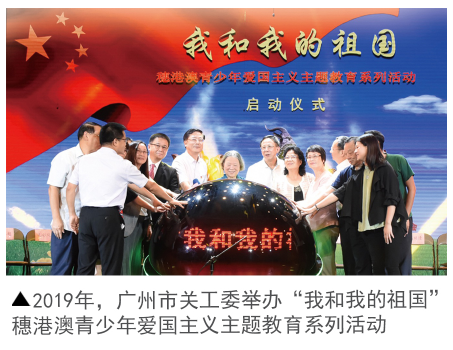 我和我的祖国
穗港澳青少年爱国主义主题教育系列活动
启动仪式
我和我的祖
▲2019年，广州市关工委举办“我和我的祖国”
穗港澳青少年爱国主义主题教育系列活动